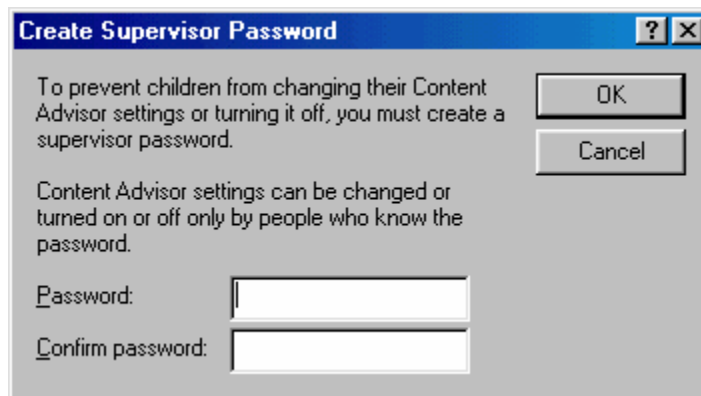 Create Supervisor Password
To prevent children from changing their Content
Advisor settings or turning it off, you must create a
supervisor password.
OK
Cancel
Content Advisor settings can be changed or
turned on or off only by people who know the
password.
Password:
Confirm password: